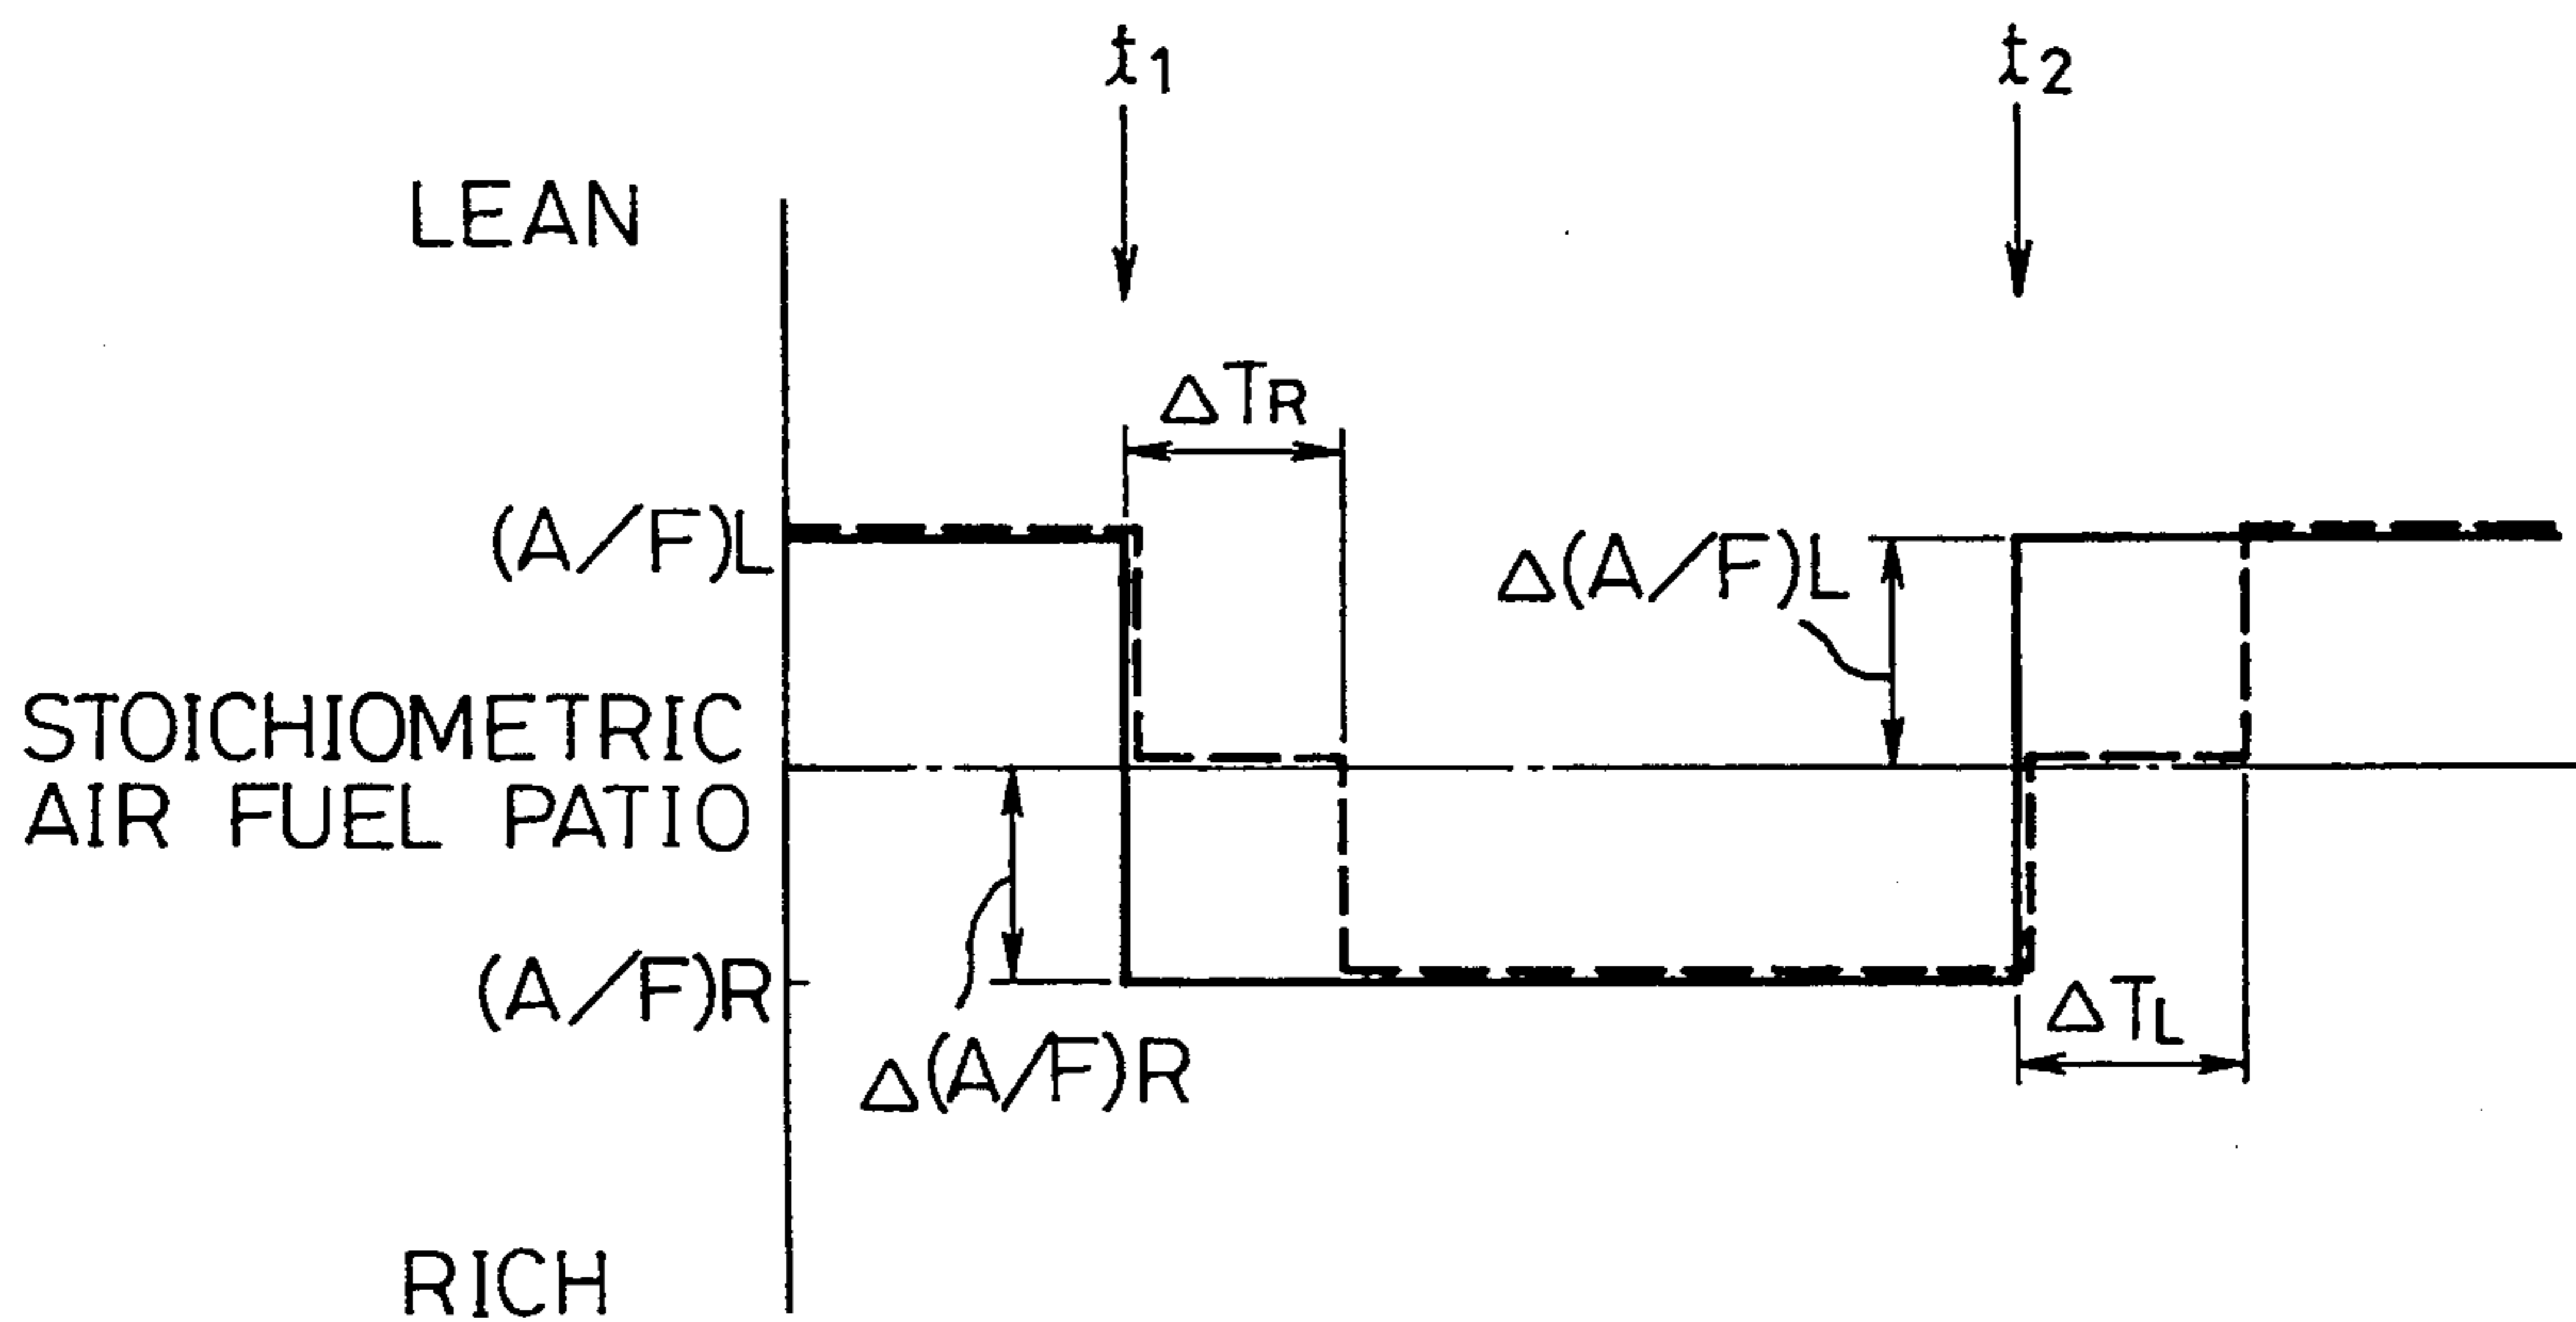 t1
t2
LEAN
ΔTR
(A/F)L
Δ(A/F)L
STOICHIOMETRIC
AIR FUEL PATIO
(A/F)R
Δ(A/F)R
ΔTL
RICH